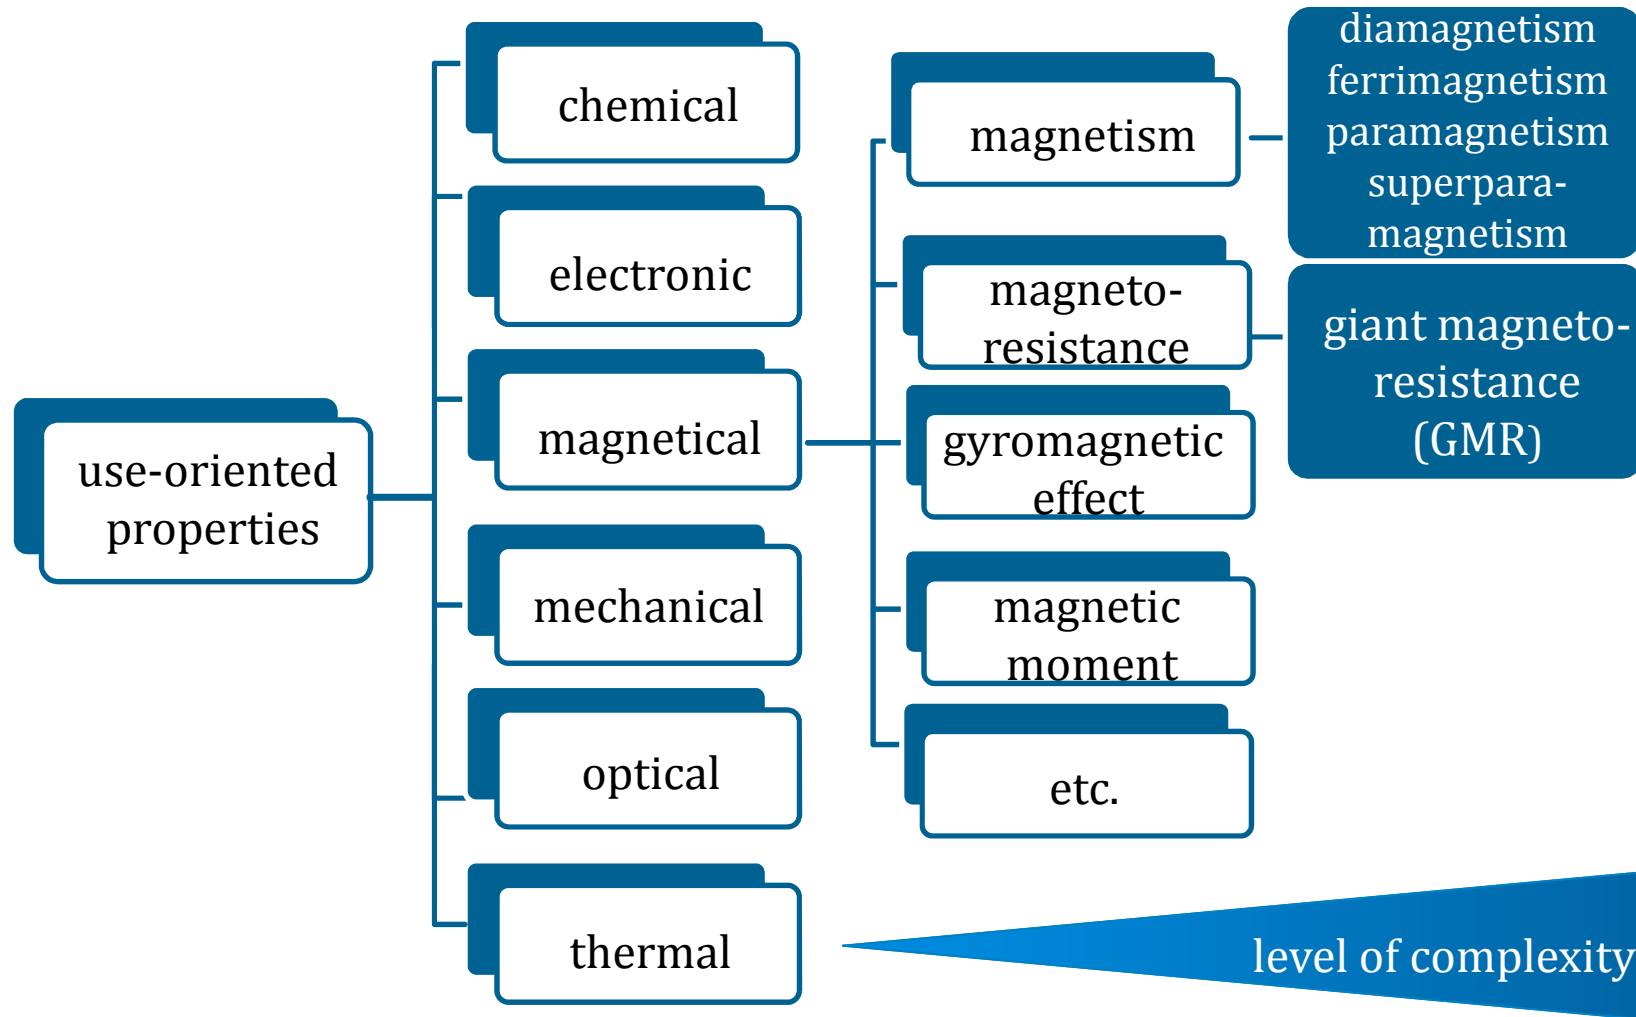 use-oriented
properties
chemical
electronic
magnetical
mechanical
optical
thermal
magnetism
magneto-
resistance
gyromagnetic
effect
magnetic
moment
etc.
diamagnetism
ferrimagnetism
paramagnetism
superpara-
magnetism
giant magneto-
resistance
(GMR)
level of complexity